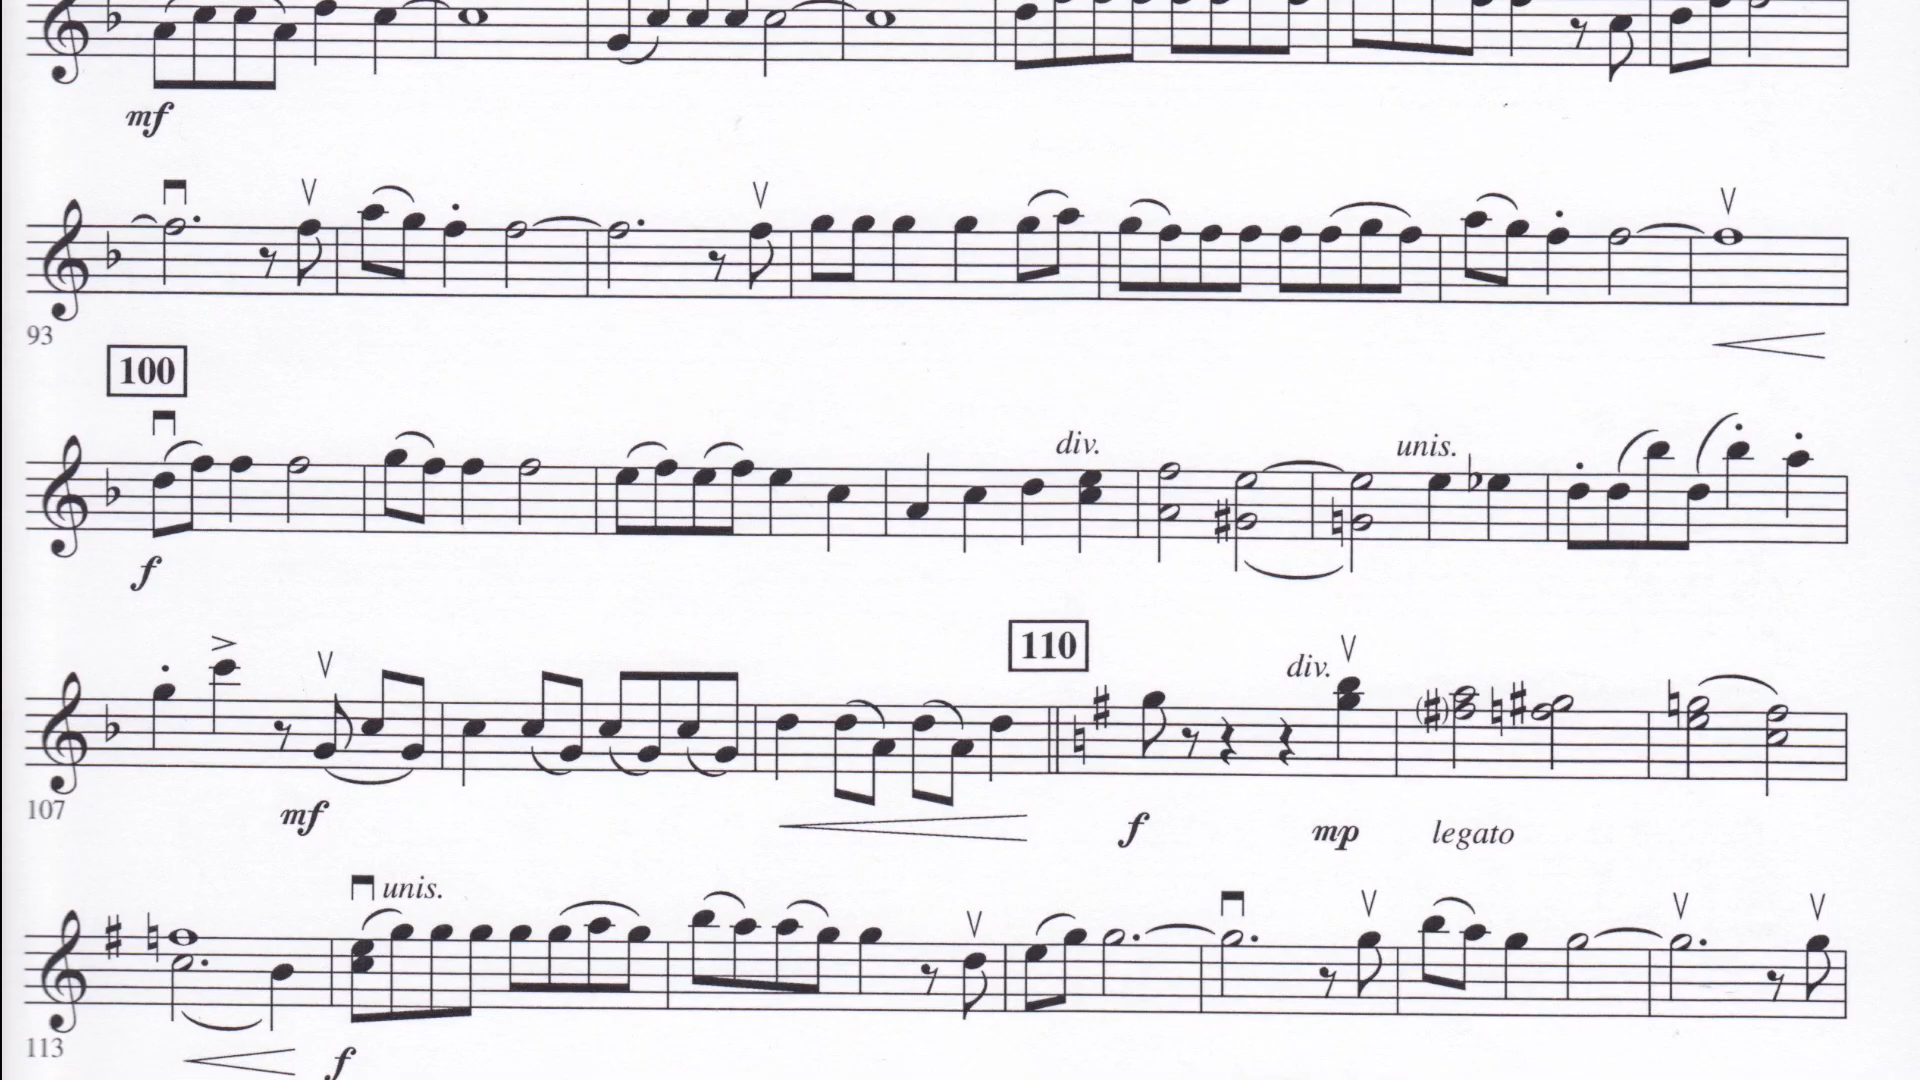 mf
93
100
div.
unis.
f
110
div.
107
mf
f
mp
legato
unis.
113
f